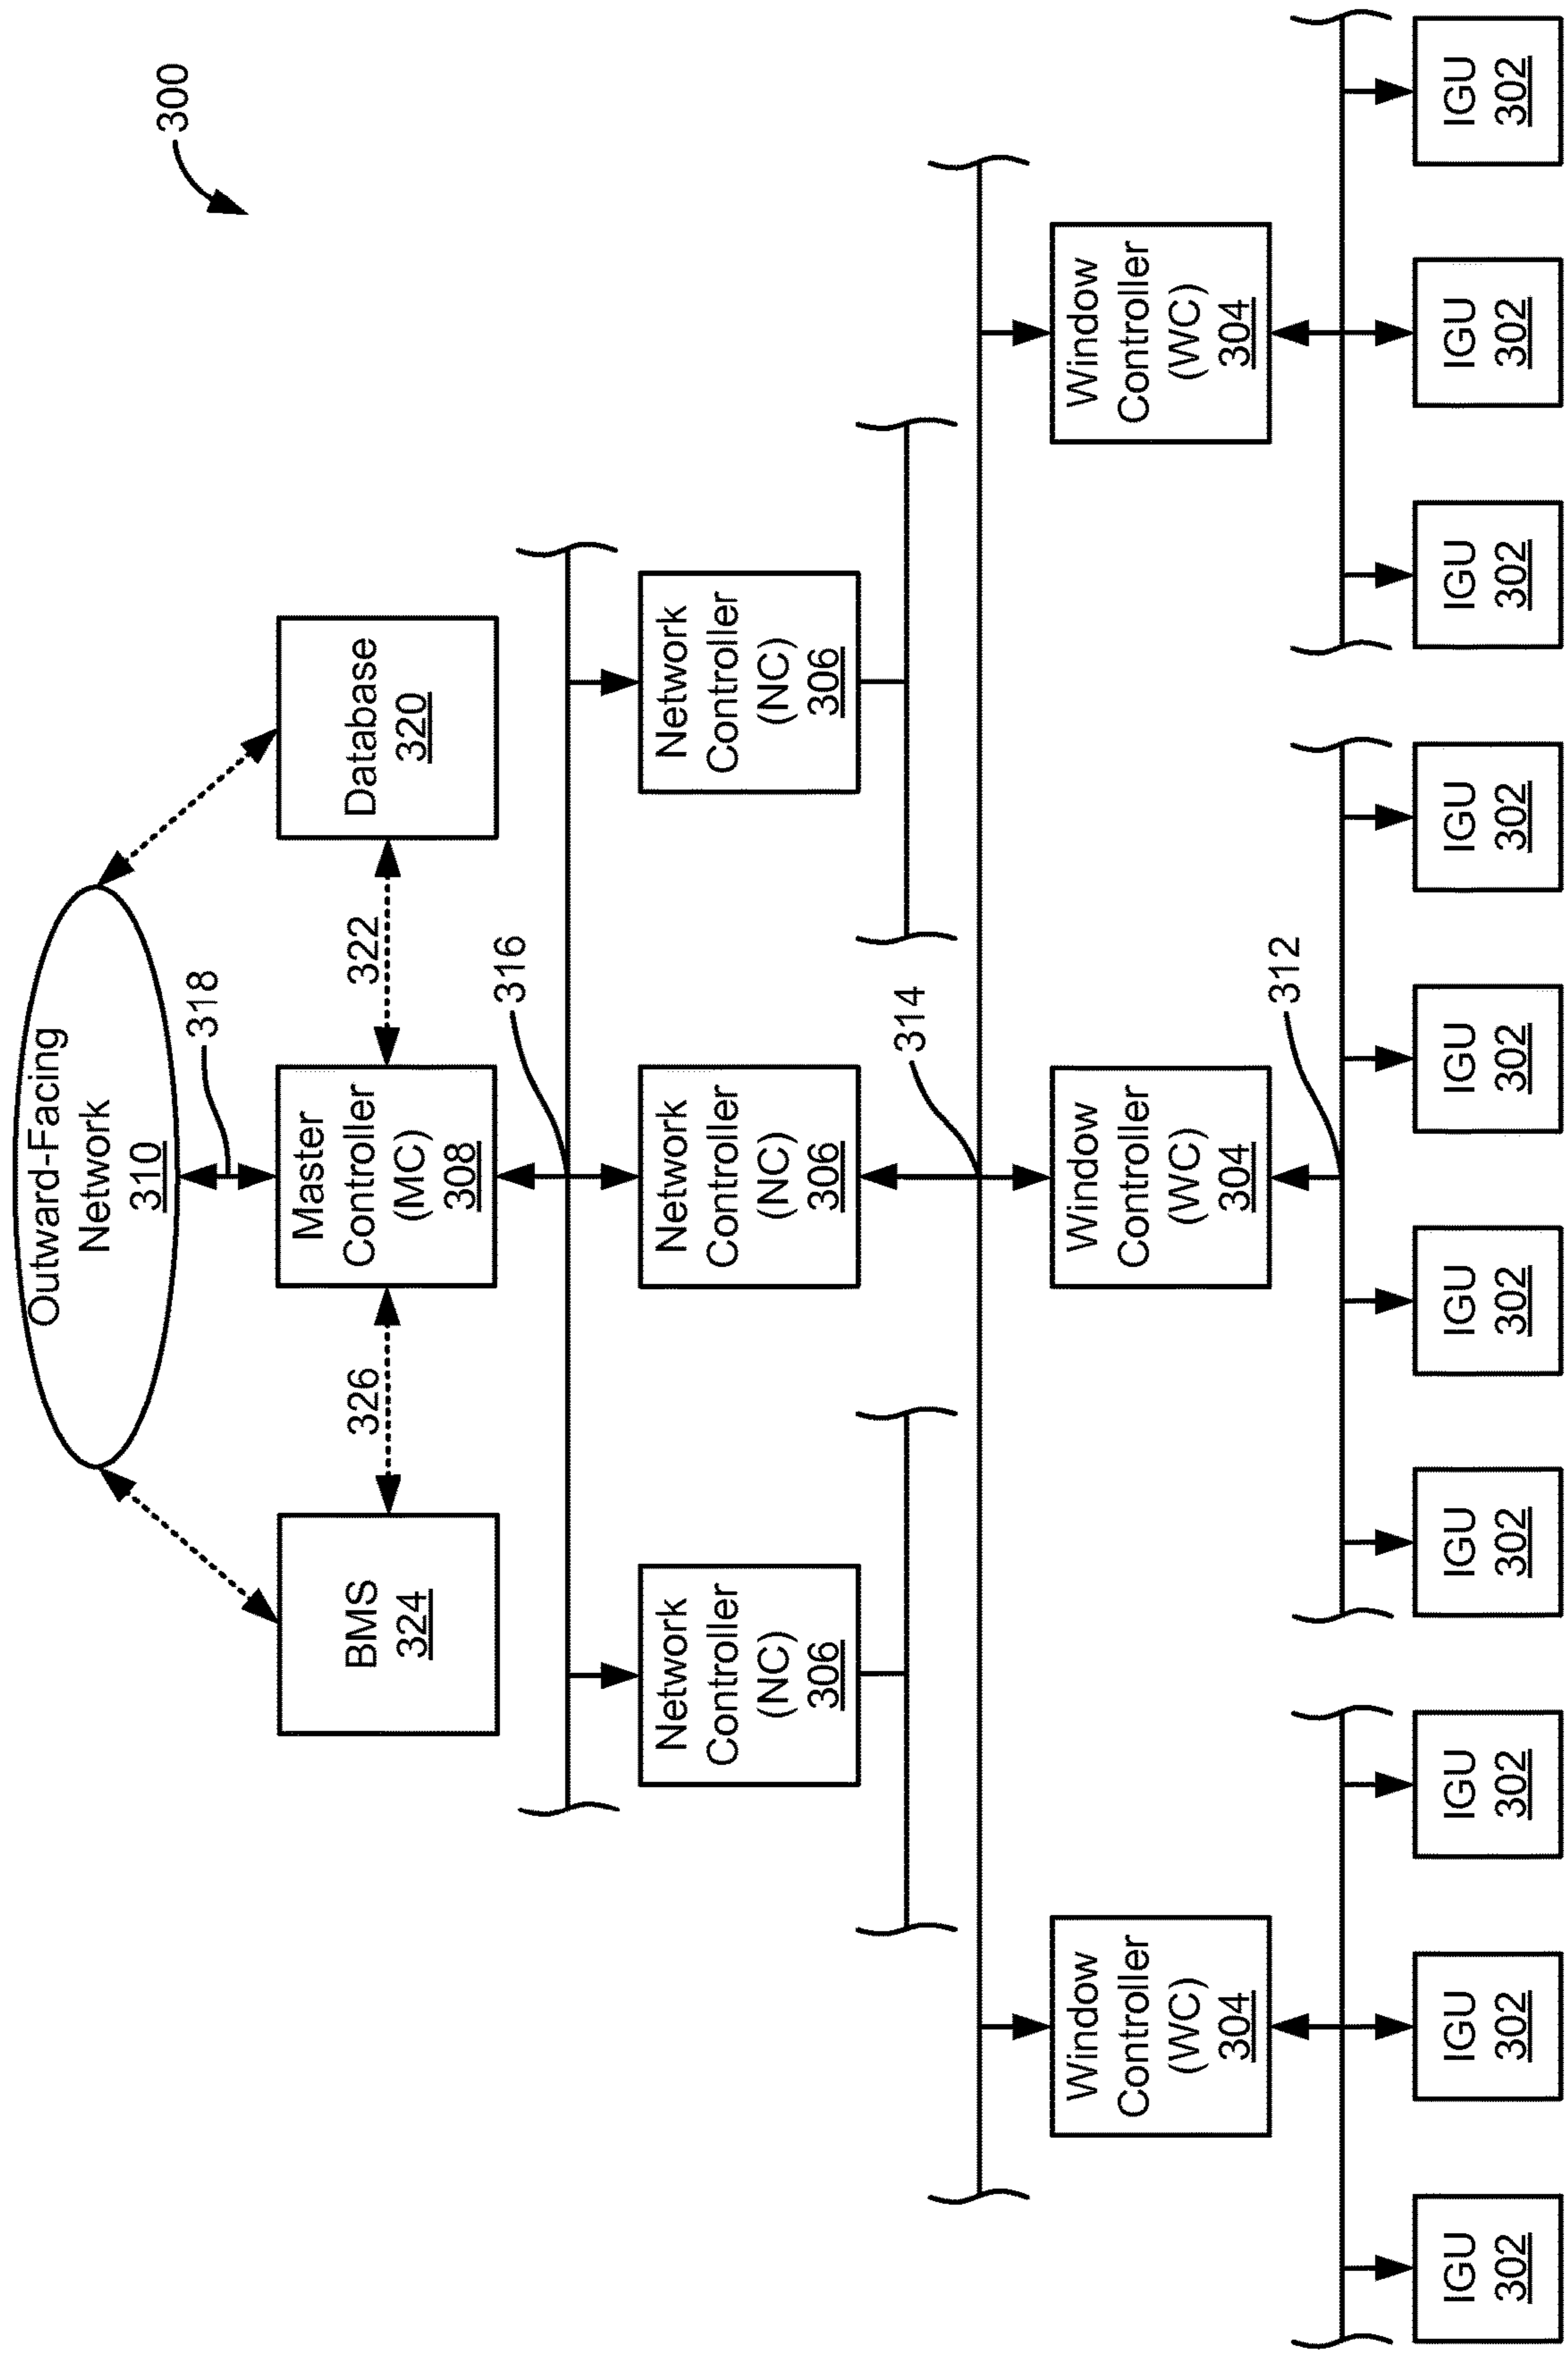 Outward-Facing
Network
310
300
318
BMS
324
326
Master
Controller
(MC)
308
322
Database
320
316
Network
Controller
(NC)
306
Network
Controller
(NC)
306
Network
Controller
(NC)
306
314
Window
Controller
(WC)
304
Window
Controller
(WC)
304
Window
Controller
(WC)
304
312
IGU
302
IGU
302
IGU
302
IGU
302
IGU
302
IGU
302
IGU
302
IGU
302
IGU
302
IGU
302